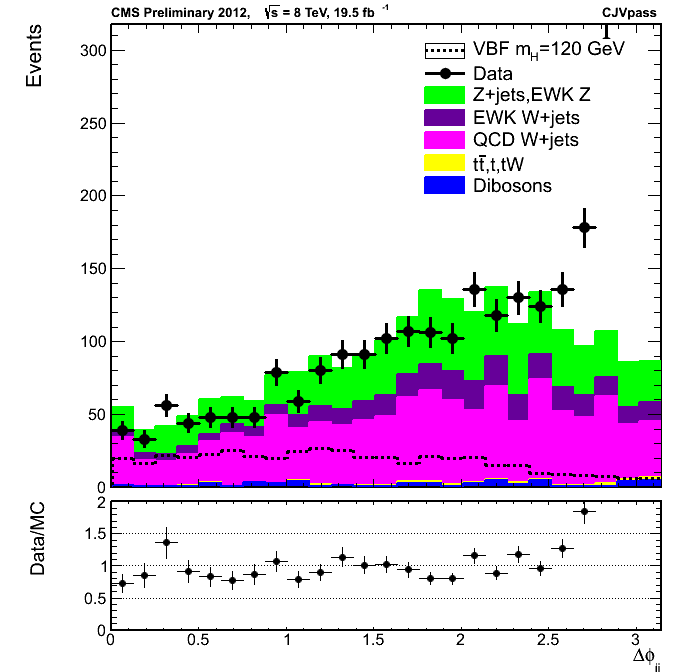 CMS Preliminary 2012, √s = 8 TeV, 19.5 fb⁻¹ CJVpass
Events
300
250
200
150
100
50
0
VBF m_H=120 GeV
Data
Z+jets,EWK Z
EWK W+jets
QCD W+jets
tt̄,t,tW
Dibosons
Data/MC
2
1.5
1
0.5
0
0 0.5 1 1.5 2 2.5 3
Δϕjj